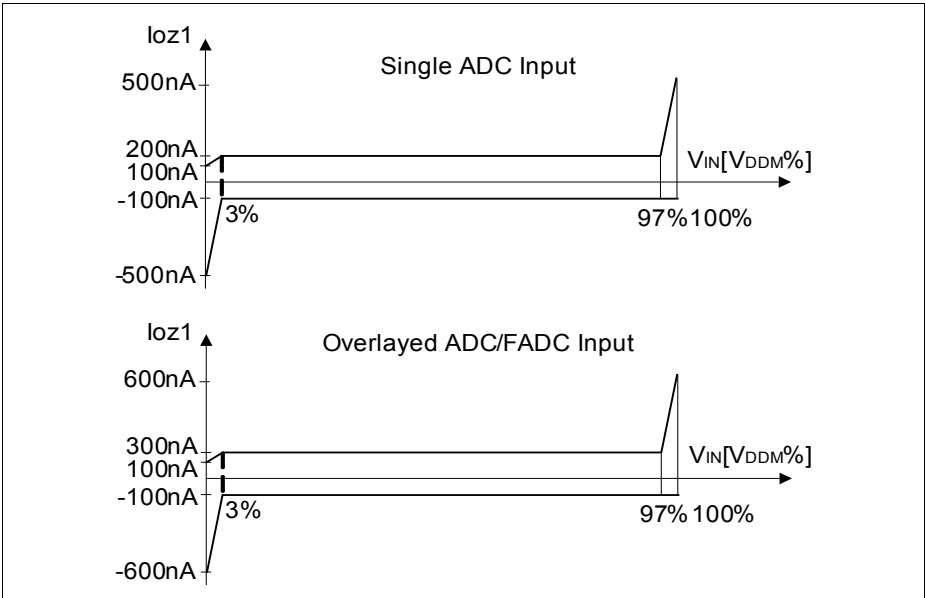 Ioz1
Single ADC Input
500nA
200nA
VIN[VDDM%]
100nA
-100nA
3%
97% 100%
-500nA
Ioz1
Overlayed ADC/FADC Input
600nA
300nA
VIN[VDDM%]
100nA
-100nA
3%
97% 100%
-600nA